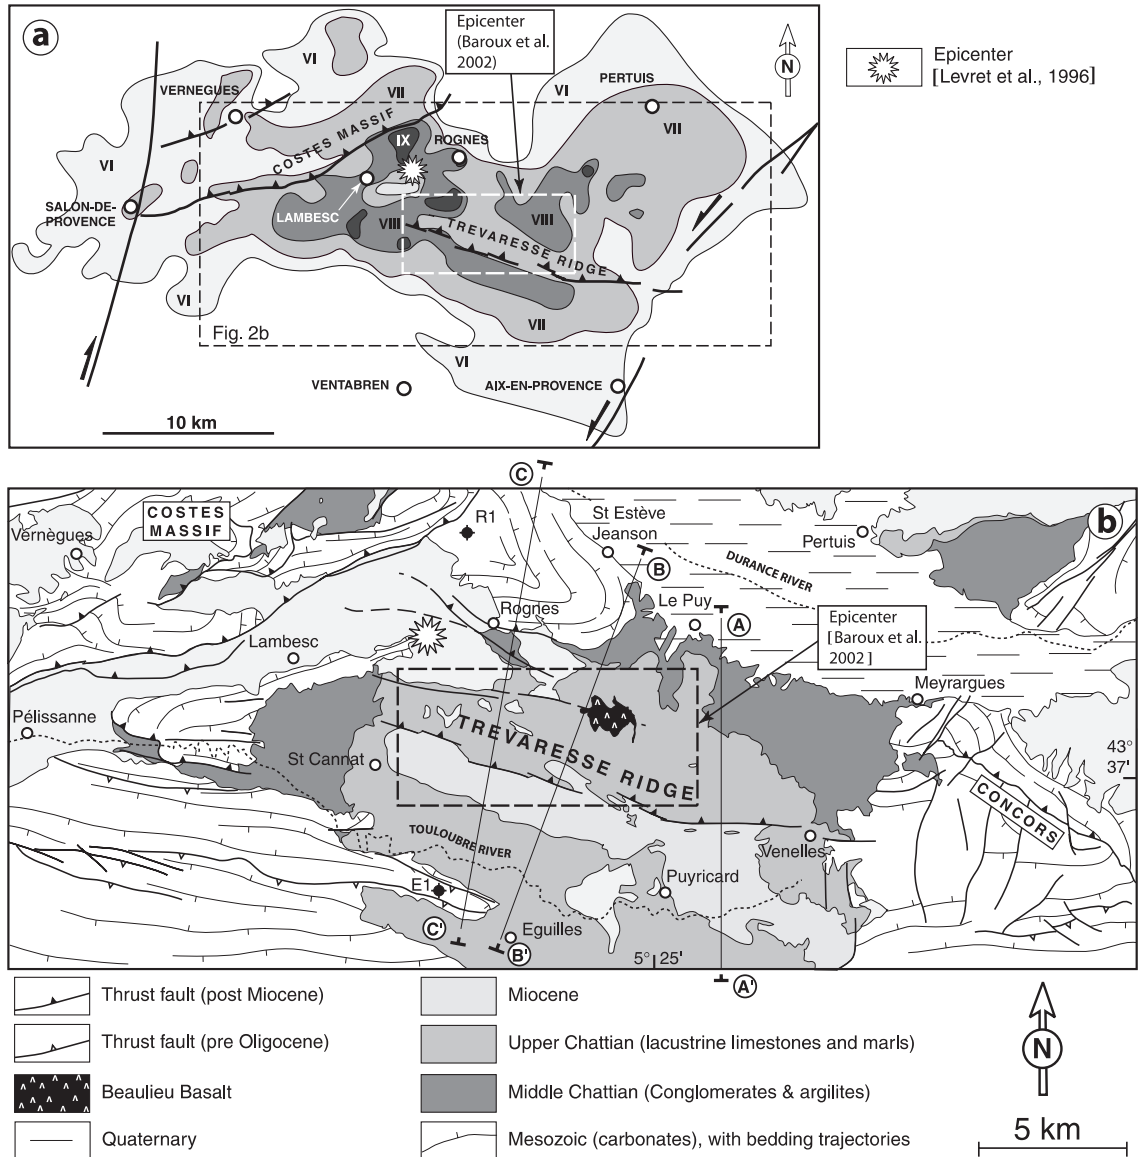 a
Epicenter
(Baroux et al.
2002)
N
Epicenter
[Levret et al., 1996]
VI
VERNEGUES
VII
VI
PERTUIS
VII
COSTES MASSIF
IX
ROGNES
VI
SALON-DE-
PROVENCE
LAMBESC
VIII
VIII
TREVARESSE RIDGE
VI
Fig. 2b
VII
VI
VENTABREN
AIX-EN-PROVENCE
10 km
C
b
COSTES
MASSIF
R1
St Estève
Jeanson
Vernègues
Pertuis
B
DURANCE RIVER
Le Puy
A
Rognes
Epicenter
[Baroux et al.
2002 ]
Lambesc
Meyrargues
Pélissanne
TREVARESSE RIDGE
43°
37'
St Cannat
CONCORS
TOULOUBRE RIVER
Venelles
E1
Puyricard
C'
Eguilles
B'
5° 25'
A'
Thrust fault (post Miocene)
Miocene
Thrust fault (pre Oligocene)
Upper Chattian (lacustrine limestones and marls)
N
Beaulieu Basalt
Middle Chattian (Conglomerates & argilites)
Quaternary
Mesozoic (carbonates), with bedding trajectories
5 km